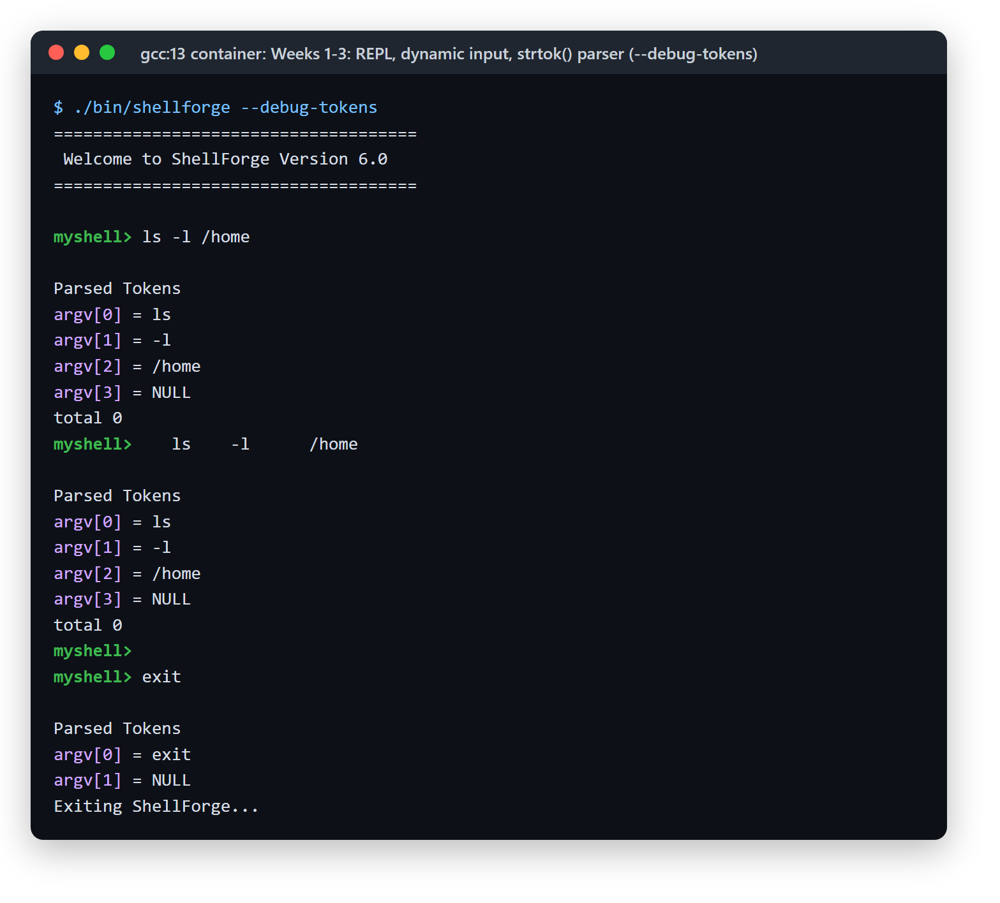 gcc:13 container: Weeks 1-3: REPL, dynamic input, strtok() parser (--debug-tokens)
$ ./bin/shellforge --debug-tokens
=====================================
 Welcome to ShellForge Version 6.0
=====================================
myshell> ls -l /home
Parsed Tokens
argv[0] = ls
argv[1] = -l
argv[2] = /home
argv[3] = NULL
total 0
myshell>    ls    -l      /home
Parsed Tokens
argv[0] = ls
argv[1] = -l
argv[2] = /home
argv[3] = NULL
total 0
myshell>
myshell> exit
Parsed Tokens
argv[0] = exit
argv[1] = NULL
Exiting ShellForge...